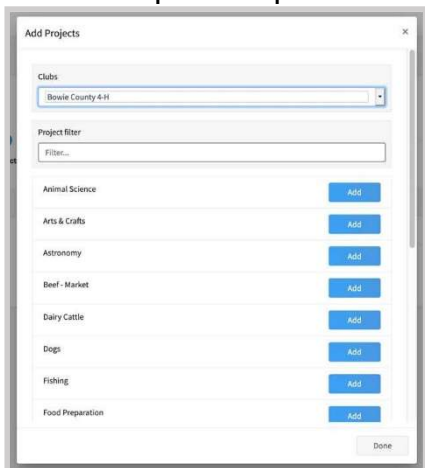 Add Projects ×
Clubs
Bowie County 4-H
Project filter
Filter...
Animal Science Add
Arts & Crafts Add
Astronomy Add
Beef - Market Add
Dairy Cattle Add
Dogs Add
Fishing Add
Food Preparation Add
Done